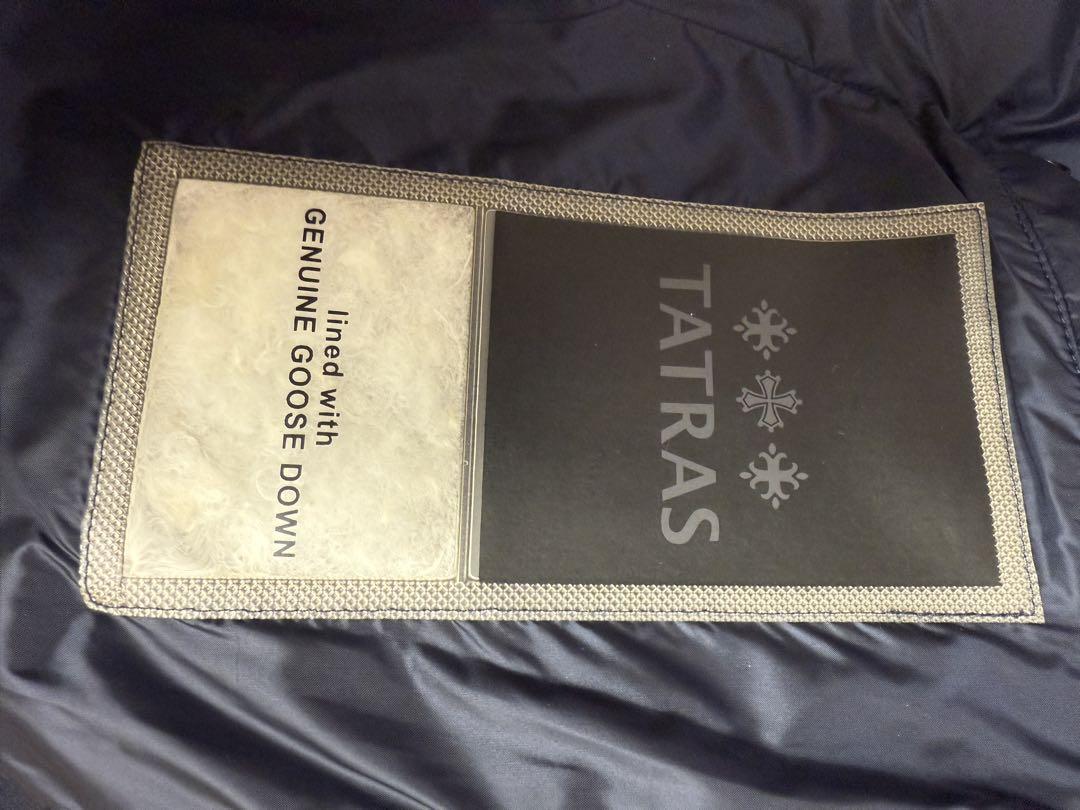 TATRAS
lined with
GENUINE GOOSE DOWN